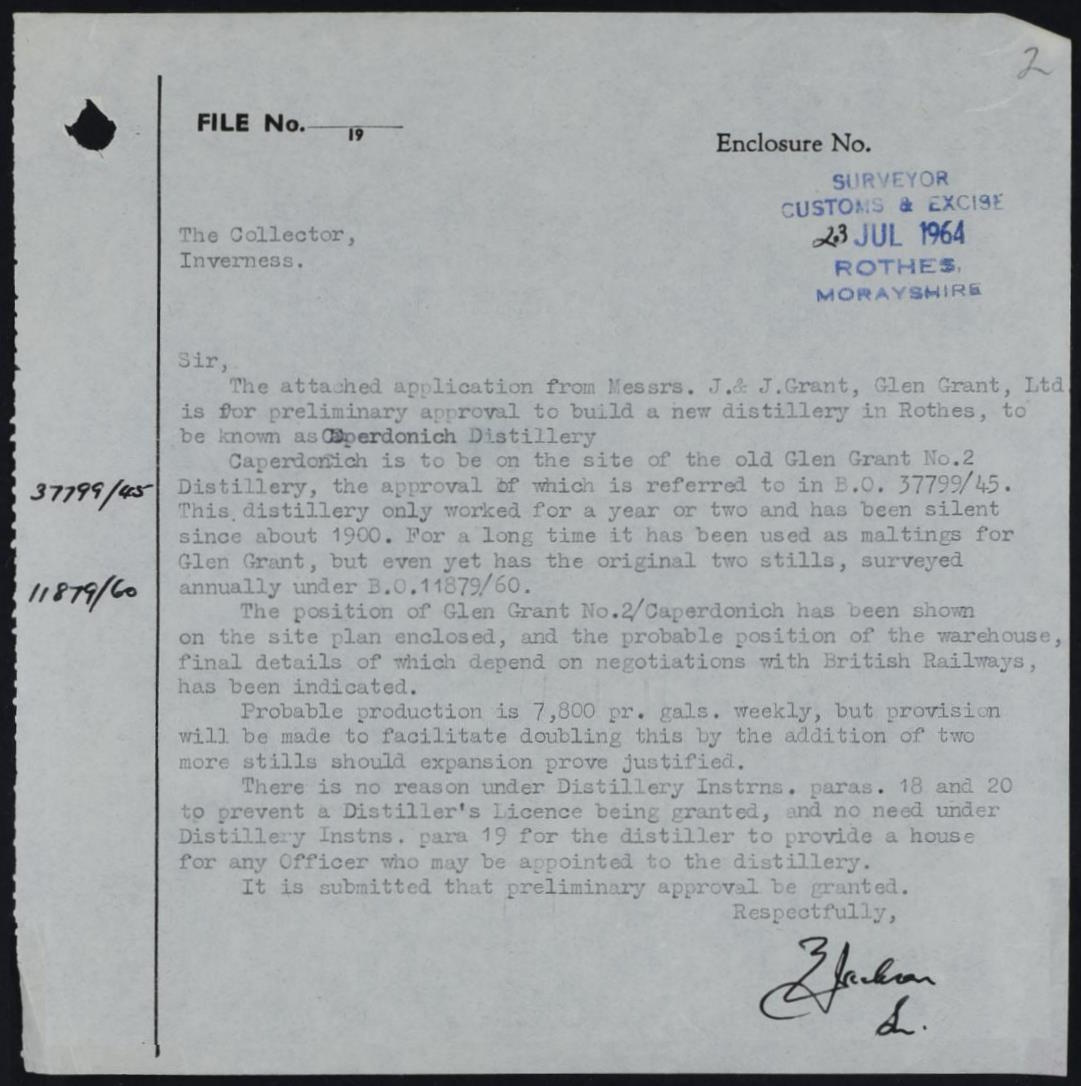 2
FILE No.
19
Enclosure No.
SURVEYOR
CUSTOMS & EXCISE
23 JUL 1964
ROTHES,
MORAYSHIRE
The Collector,
Inverness.
Sir,
The attached application from Messrs. J.& J.Grant, Glen Grant, Ltd
is for preliminary approval to build a new distillery in Rothes, to
be known as Caperdonich Distillery
Caperdonich is to be on the site of the old Glen Grant No.2
37799/45
Distillery, the approval of which is referred to in B.O. 37799/45.
This distillery only worked for a year or two and has been silent
since about 1900. For a long time it has been used as maltings for
Glen Grant, but even yet has the original two stills, surveyed
11879/60
annually under B.O.11879/60.
The position of Glen Grant No.2/Caperdonich has been shown
on the site plan enclosed, and the probable position of the warehouse,
final details of which depend on negotiations with British Railways,
has been indicated.
Probable production is 7,800 pr. gals. weekly, but provision
will be made to facilitate doubling this by the addition of two
more stills should expansion prove justified.
There is no reason under Distillery Instrns. paras. 18 and 20
to prevent a Distiller's Licence being granted, and no need under
Distillery Instns. para 19 for the distiller to provide a house
for any Officer who may be appointed to the distillery.
It is submitted that preliminary approval be granted.
Respectfully,
Jackson